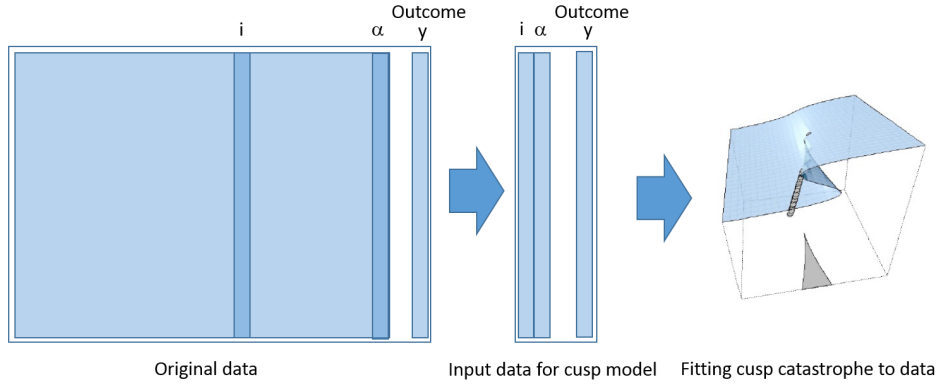 Outcome
i α y
Outcome
i α y
Original data
Input data for cusp model
Fitting cusp catastrophe to data